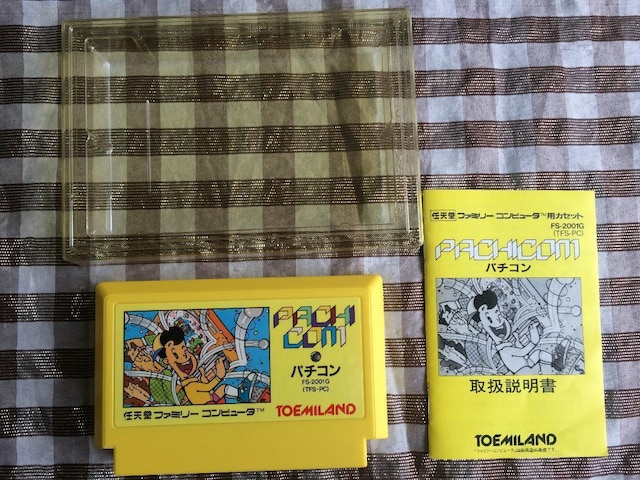 PACHI
COM
パチコン
FS-2001G
(TFS-PC)
任天堂 ファミリー コンピュータ™
TOEMILAND
任天堂 ファミリー コンピュータ™ 用カセット
FS-2001G
(TFS-PC)
PACHICOM
パチコン
取扱説明書
TOEMILAND